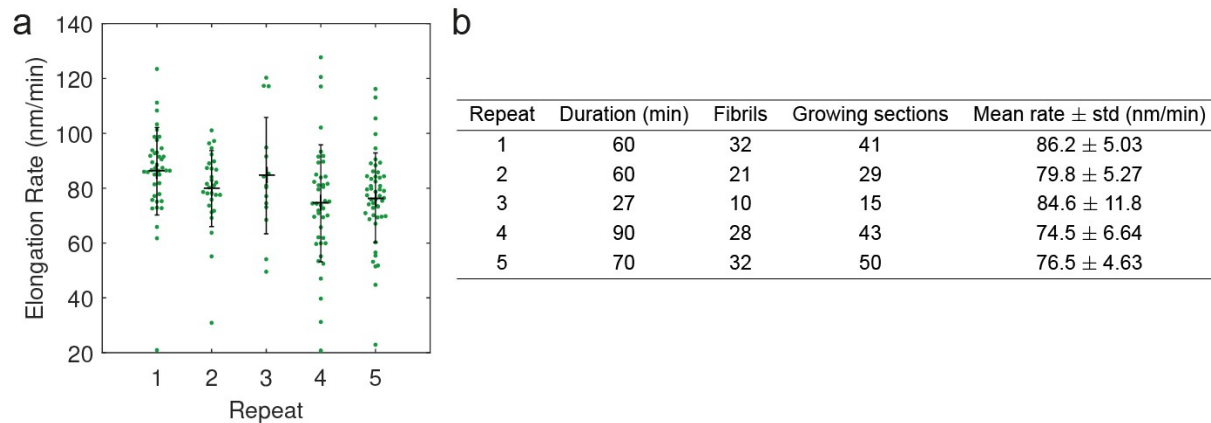 a
Elongation Rate (nm/min)
140
120
100
80
60
40
20
1 2 3 4 5
Repeat
b
Repeat Duration (min) Fibrils Growing sections Mean rate ± std (nm/min)
1 60 32 41 86.2 ± 5.03
2 60 21 29 79.8 ± 5.27
3 27 10 15 84.6 ± 11.8
4 90 28 43 74.5 ± 6.64
5 70 32 50 76.5 ± 4.63